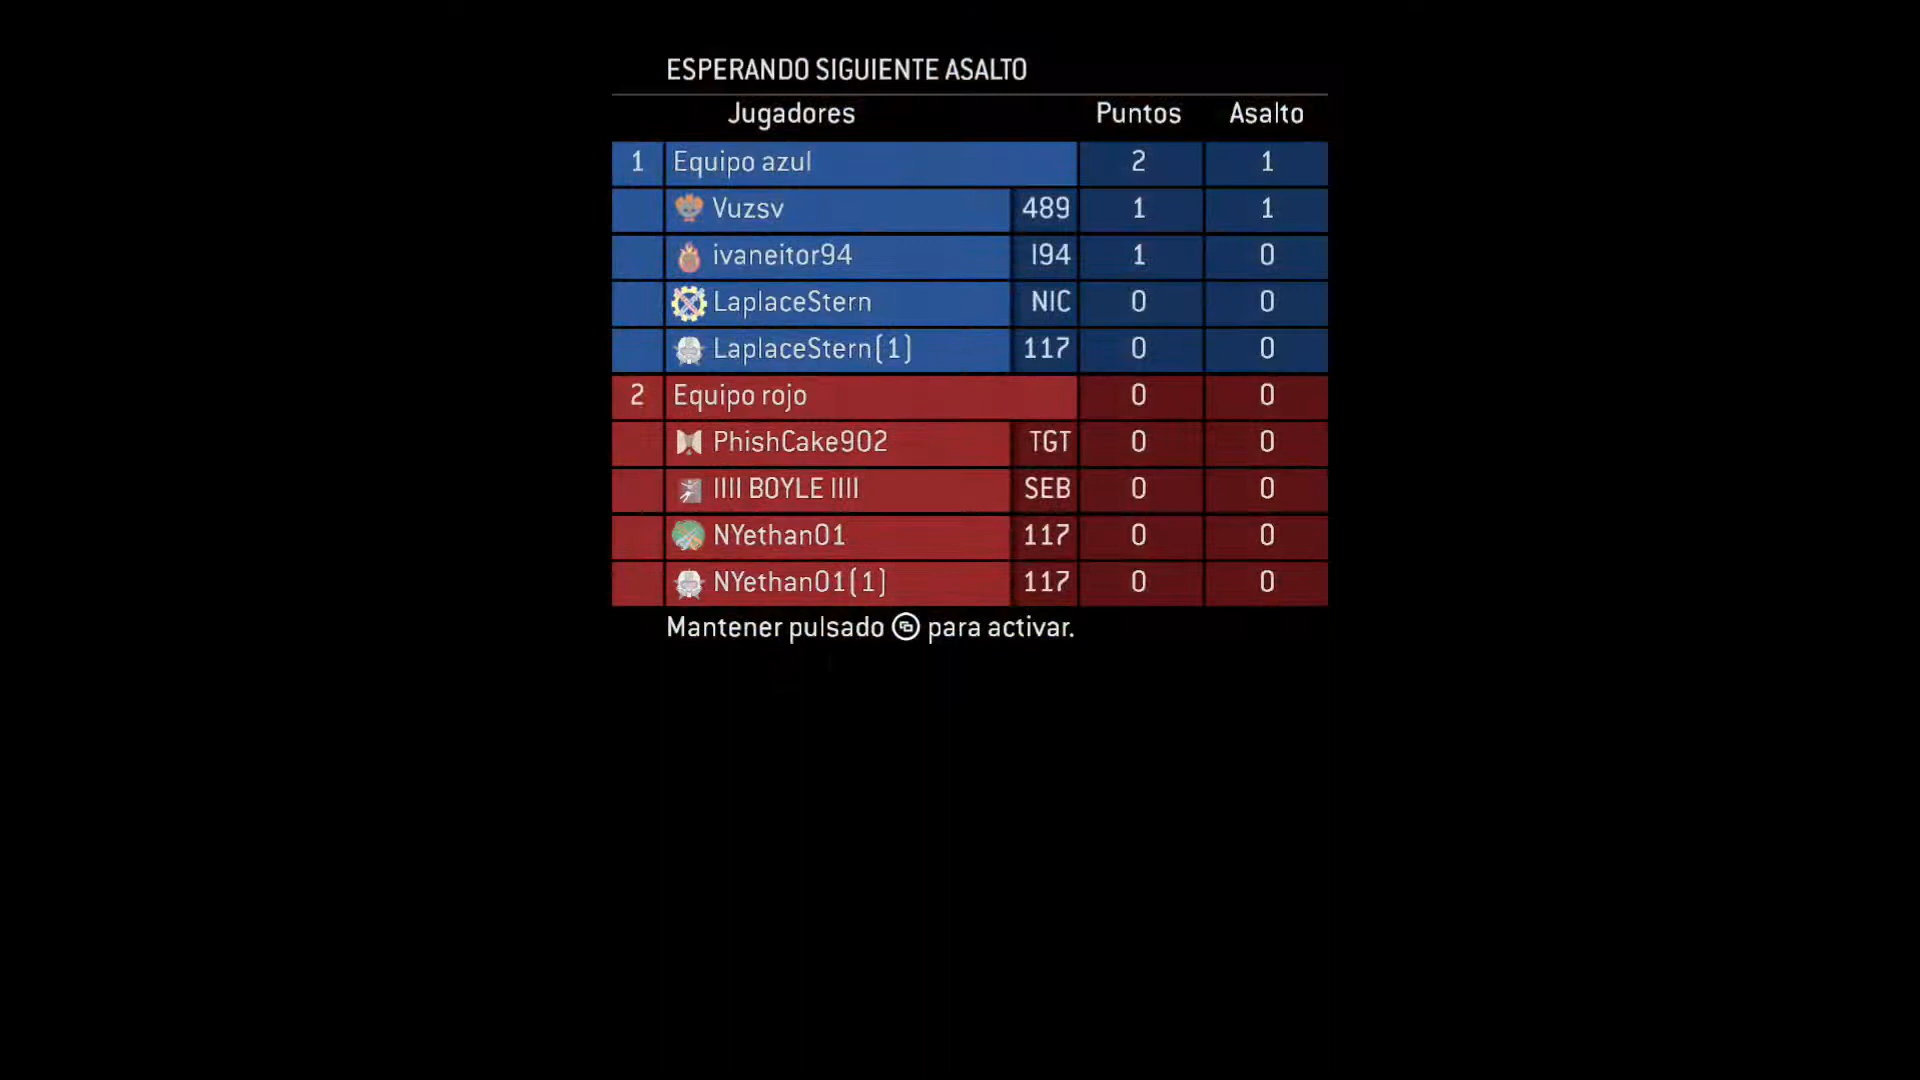 ESPERANDO SIGUIENTE ASALTO
Jugadores Puntos Asalto
1 Equipo azul 2 1
Vuzsv 489 1 1
ivaneitor94 I94 1 0
LaplaceStern NIC 0 0
LaplaceStern(1) 117 0 0
2 Equipo rojo 0 0
PhishCake902 TGT 0 0
IIII BOYLE IIII SEB 0 0
NYethan01 117 0 0
NYethan01(1) 117 0 0
Mantener pulsado para activar.